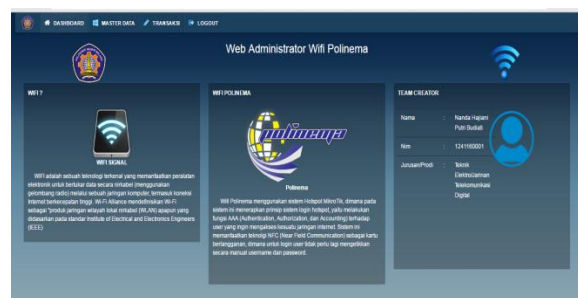 DASHBOARD MASTER DATA TRANSAKSI LOGOUT
Web Administrator Wifi Polinema
WIFI ?
WIFI SIGNAL
WIFI adalah sebuah teknologi terkenal yang memanfaatkan peralatan
elektronik untuk bertukar data secara nirkabel (menggunakan
gelombang radio) melalui sebuah jaringan komputer, termasuk koneksi
Internet berkecepatan tinggi. Wi-Fi Alliance mendefinisikan Wi-Fi
sebagai "produk jaringan wilayah lokal nirkabel (WLAN) apapun yang
didasarkan pada standar Institute of Electrical and Electronics Engineers
(IEEE)
WIFI POLINEMA
polinema
Polinema
Wifi Polinema menggunakan sistem Hotspot MikroTik, dimana pada
sistem ini menerapkan prinsip sistem login hotspot, yaitu melakukan
fungsi AAA (Authentication, Authorization, dan Accounting) terhadap
user yang ingin mengakses kesuatu jaringan internet. Sistem ini
memanfaatkan teknologi NFC (Near Field Communication) sebagai kartu
berlangganan, dimana untuk login user tidak perlu lagi mengetikkan
secara manual username dan password.
TEAM CREATOR
Nama : Nanda Hajiani
Putri Budiati
Nim : 1241160001
Jurusan/Prodi : Teknik
Elektro/Jaringan
Telekomunikasi
Digital